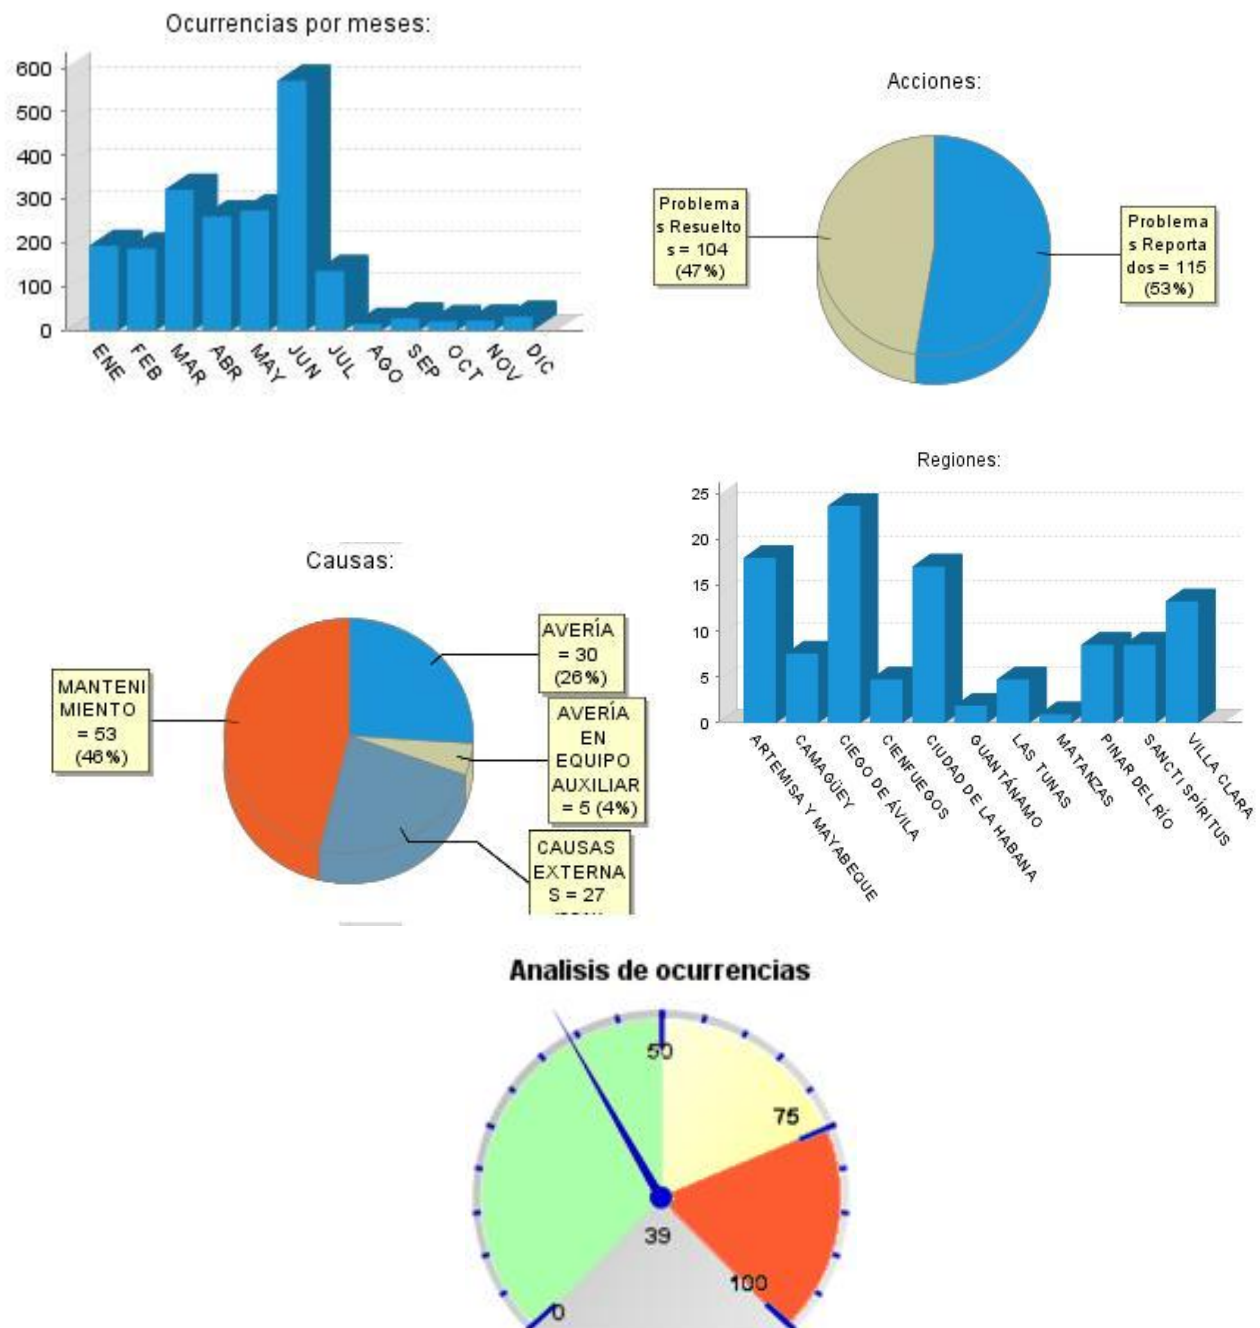 Ocurrencias por meses:
600
500
400
300
200
100
0
ENE
FEB
MAR
ABR
MAY
JUN
JUL
AGO
SEP
OCT
NOV
DIC
Acciones:
Problema
s Resuelto
s = 104
(47%)
Problema
s Reporta
dos = 115
(53%)
Causas:
MANTENI
MIENTO
= 53
(46%)
AVERÍA
= 30
(26%)
AVERÍA
EN
EQUIPO
AUXILIAR
= 5 (4%)
CAUSAS
EXTERNA
S = 27
Regiones:
25
20
15
10
5
0
ARTEMISA Y MAYABEQUE
CAMAGÜEY
CIEGO DE ÁVILA
CIENFUEGOS
CIUDAD DE LA HABANA
GUANTÁNAMO
LAS TUNAS
MATANZAS
PINAR DEL RÍO
SANCTI SPÍRITUS
VILLA CLARA
Analisis de ocurrencias
50
75
39
100
0